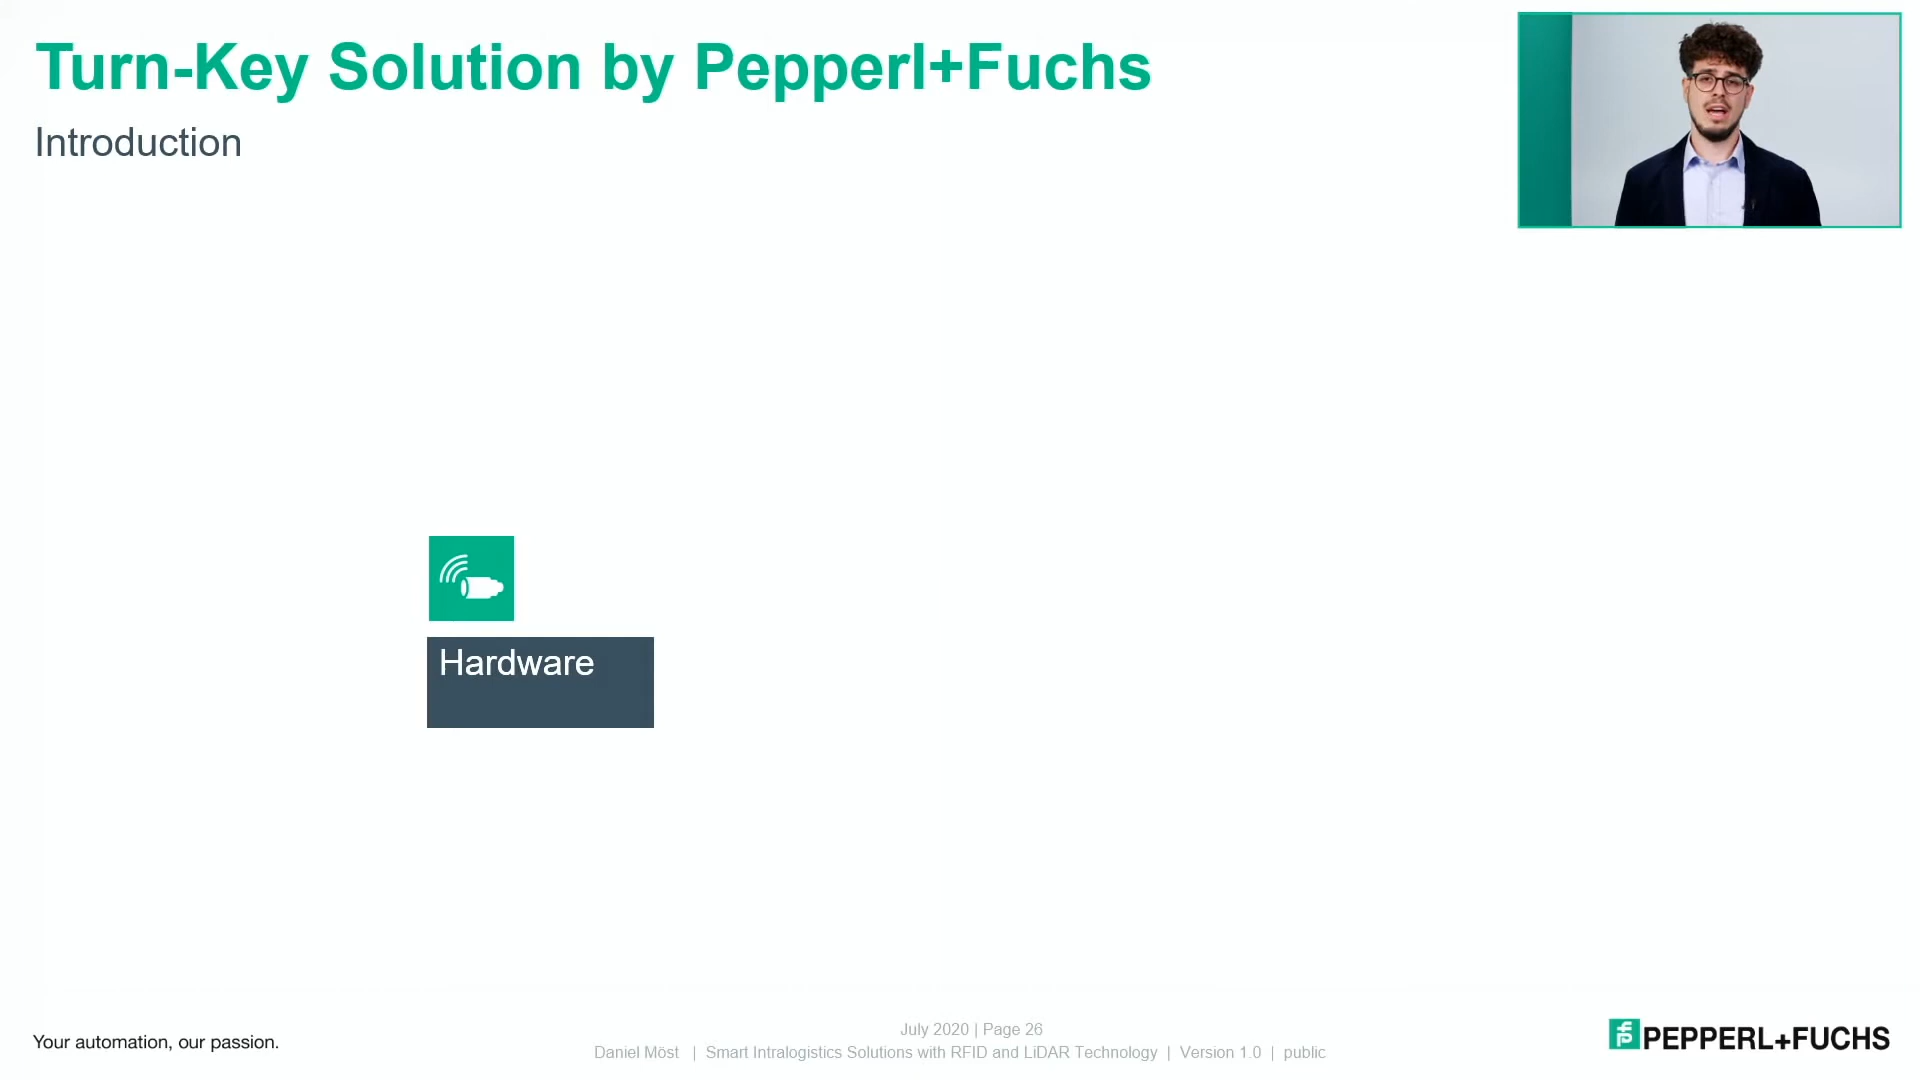 Turn-Key Solution by Pepperl+Fuchs
Introduction
Hardware
Your automation, our passion.
July 2020 | Page 26
Daniel Möst | Smart Intralogistics Solutions with RFID and LiDAR Technology | Version 1.0 | public
PEPPERL+FUCHS